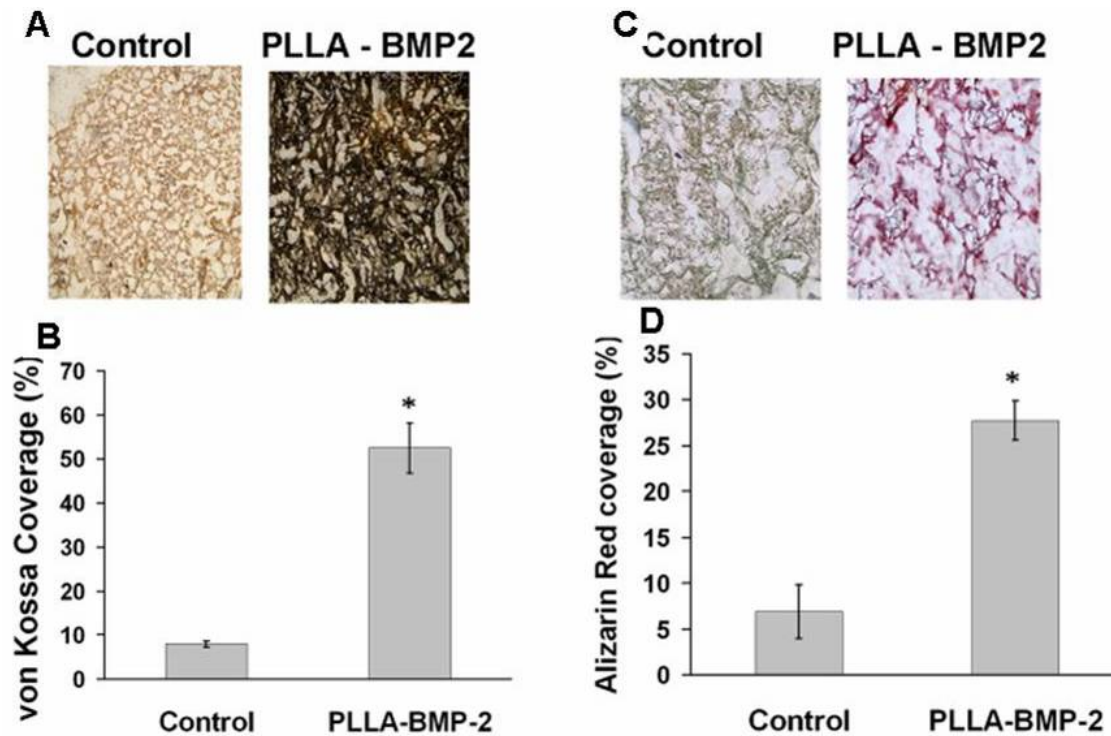 A
Control
PLLA - BMP2
C
Control
PLLA - BMP2
B
von Kossa Coverage (%)
70
60
50
40
30
20
10
0
*
Control
PLLA-BMP-2
D
Alizarin Red coverage (%)
35
30
25
20
15
10
5
0
*
Control
PLLA-BMP-2